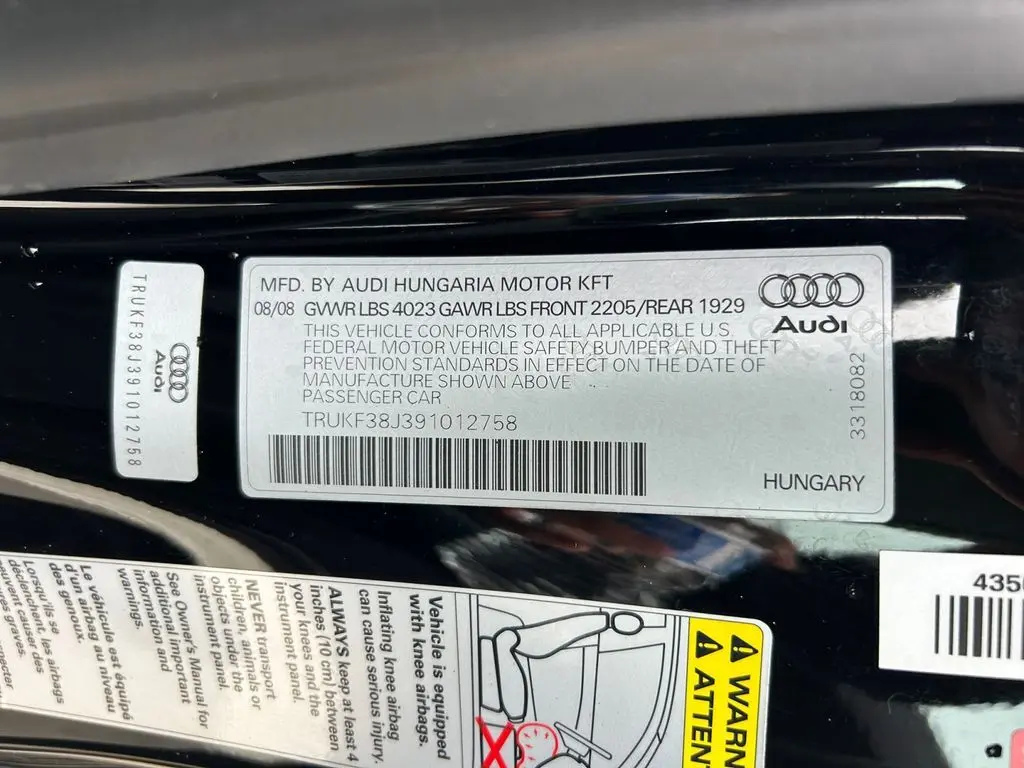 MFD. BY AUDI HUNGARIA MOTOR KFT
08/08 GVWR LBS 4023 GAWR LBS FRONT 2205/REAR 1929
THIS VEHICLE CONFORMS TO ALL APPLICABLE U.S.
FEDERAL MOTOR VEHICLE SAFETY, BUMPER AND THEFT
PREVENTION STANDARDS IN EFFECT ON THE DATE OF
MANUFACTURE SHOWN ABOVE
PASSENGER CAR
TRUKF38J391012758
HUNGARY
Audi
3318082
TRUKF38J391012758
Audi
WARN
ATTEN
Vehicle is equipped
with knee airbags.
Inflating knee airbag
can cause serious injury.
ALWAYS keep at least 4
inches (10 cm) between
your knees and the
instrument panel.
NEVER transport
children, animals or
objects under the
instrument panel.
See Owner's Manual for
additional important
information and
warnings.
Le véhicule est équipé
d'un airbag au niveau
des genoux.
Lorsqu'ils se
déclenchent, les airbags
peuvent causer des
graves.
435